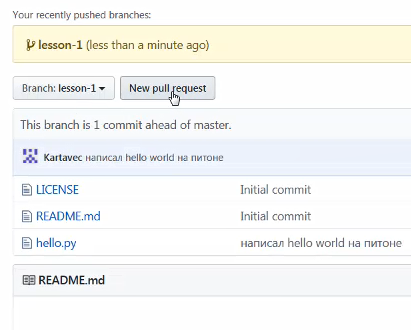 Your recently pushed branches:
lesson-1 (less than a minute ago)
Branch: lesson-1 New pull request
This branch is 1 commit ahead of master.
Kartavec написал hello world на питоне
LICENSE Initial commit
README.md Initial commit
hello.py написал hello world на питоне
README.md